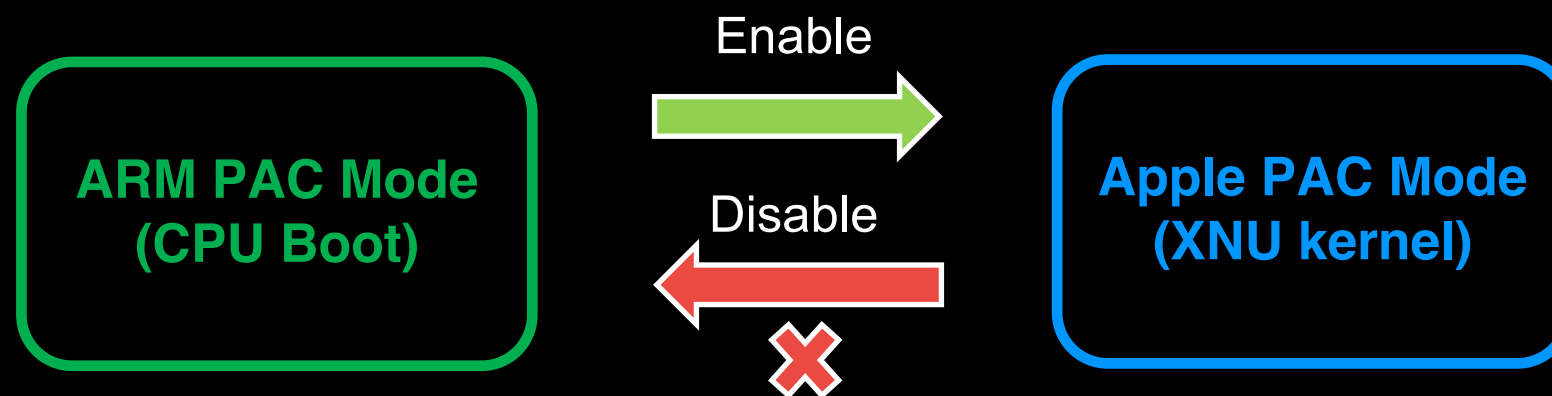 Enable
ARM PAC Mode
(CPU Boot)
Disable
Apple PAC Mode
(XNU kernel)